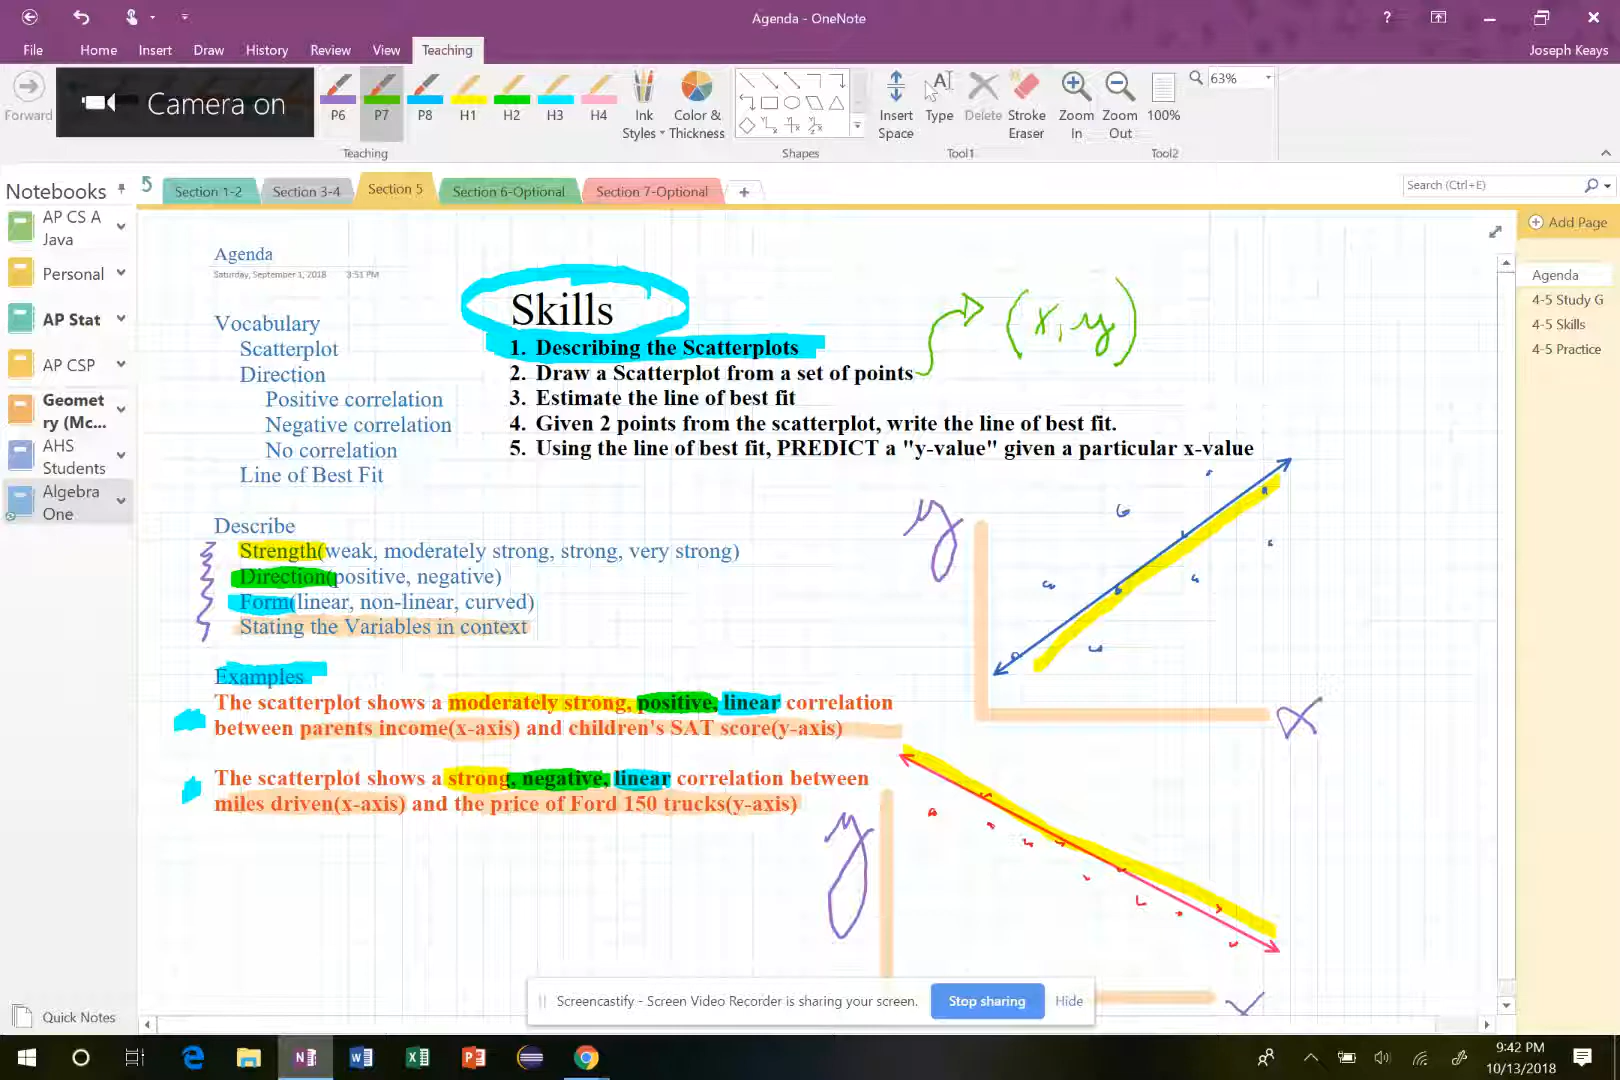 Agenda - OneNote
?
Joseph Keays
File Home Insert Draw History Review View Teaching
Forward
Camera on
P6 P7 P8 H1 H2 H3 H4
Ink Styles
Color & Thickness
Insert Space
Type
Delete
Stroke Eraser
Zoom In
Zoom Out
100%
63%
Teaching Shapes Tool1 Tool2
Notebooks
Section 1-2 Section 3-4 Section 5 Section 6-Optional Section 7-Optional +
Search (Ctrl+E)
AP CS A Java
Personal
AP Stat
AP CSP
Geomet ry (Mc...
AHS Students
Algebra One
Quick Notes
Add Page
Agenda
4-5 Study G
4-5 Skills
4-5 Practice
Agenda
Saturday, September 1, 2018 3:51 PM
Vocabulary
Scatterplot
Direction
Positive correlation
Negative correlation
No correlation
Line of Best Fit
Describe
Strength(weak, moderately strong, strong, very strong)
Direction(positive, negative)
Form(linear, non-linear, curved)
Stating the Variables in context
Examples
The scatterplot shows a moderately strong, positive, linear correlation
between parents income(x-axis) and children's SAT score(y-axis)
The scatterplot shows a strong, negative, linear correlation between
miles driven(x-axis) and the price of Ford 150 trucks(y-axis)
Skills
1. Describing the Scatterplots
2. Draw a Scatterplot from a set of points
3. Estimate the line of best fit
4. Given 2 points from the scatterplot, write the line of best fit.
5. Using the line of best fit, PREDICT a "y-value" given a particular x-value
(x, y)
y
x
y
Screencastify - Screen Video Recorder is sharing your screen.
Stop sharing
Hide
9:42 PM
10/13/2018